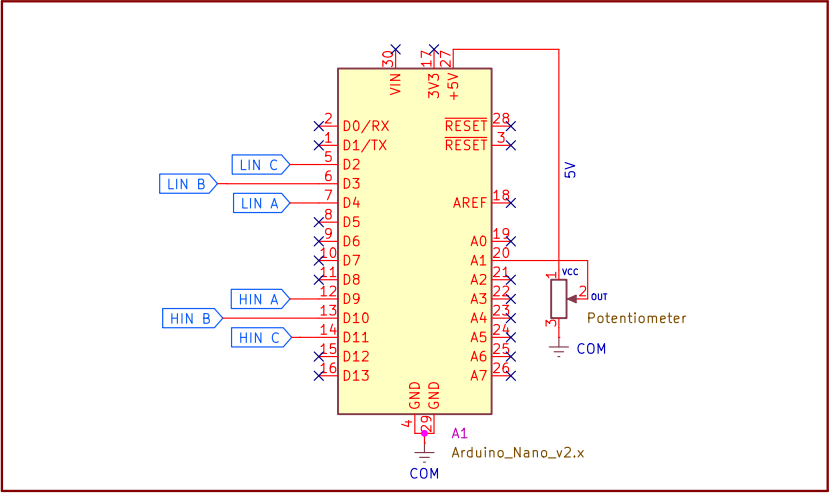 30 17 27
VIN 3V3 +5V
2 D0/RX RESET 28
1 D1/TX RESET 3
LIN C 5 D2
5V
LIN B 6 D3
LIN A 7 D4 AREF 18
8 D5
9 D6 A0 19
10 D7 A1 20
11 D8 A2 21
1 VCC
HIN A 12 D9 A3 22
2 OUT
HIN B 13 D10 A4 23
3 Potentiometer
HIN C 14 D11 A5 24
COM
15 D12 A6 25
16 D13 A7 26
GND GND
4 29
A1
Arduino_Nano_v2.x
COM